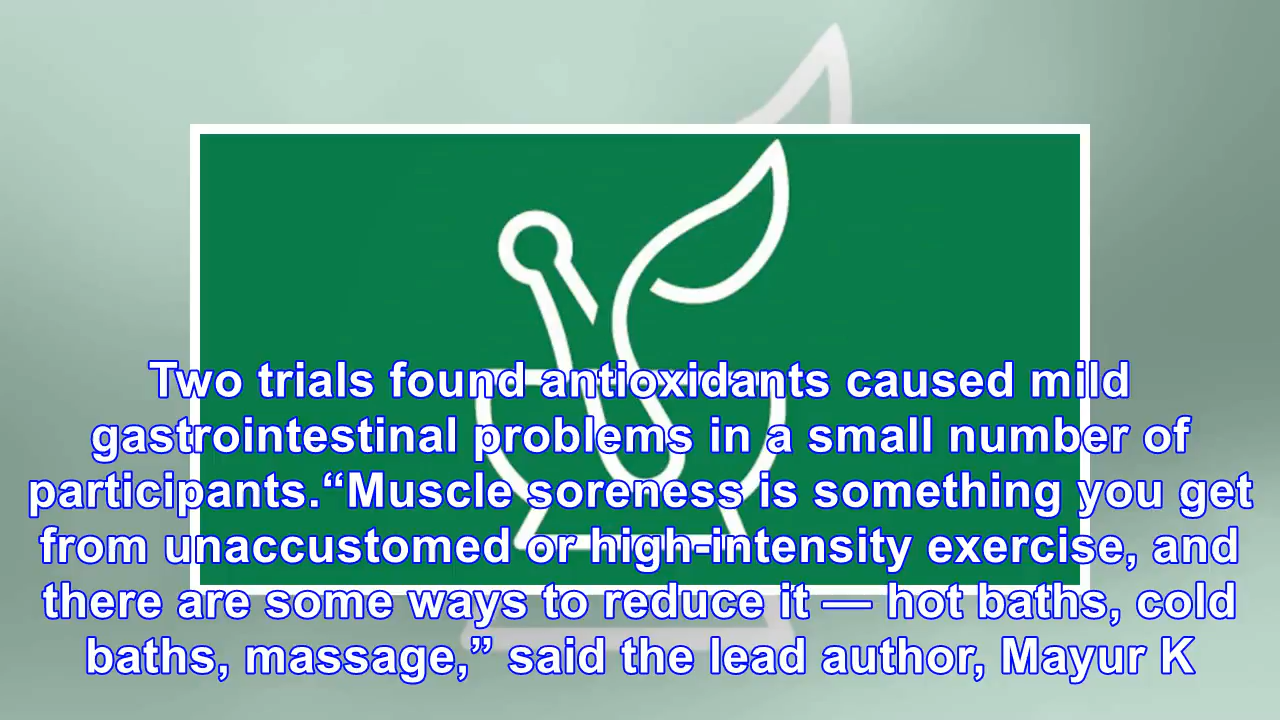 Two trials found antioxidants caused mild
gastrointestinal problems in a small number of
participants.“Muscle soreness is something you get
from unaccustomed or high-intensity exercise, and
there are some ways to reduce it — hot baths, cold
baths, massage,” said the lead author, Mayur K